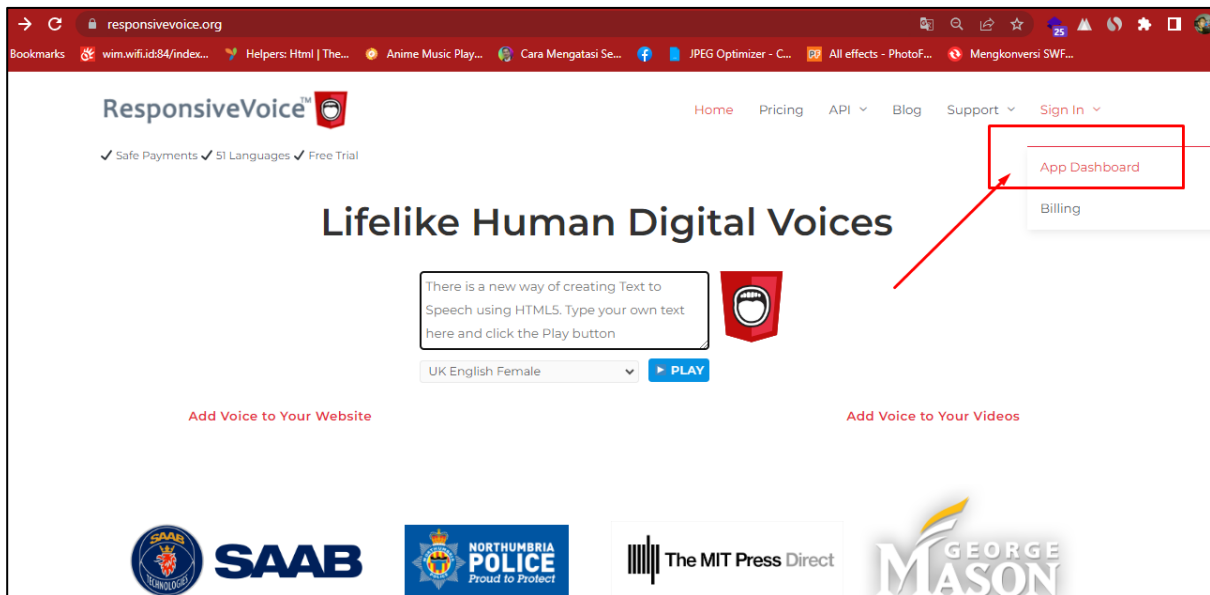 responsivevoice.org
25
Bookmarks wim.wifi.id:84/index... Helpers: Html | The... Anime Music Play... Cara Mengatasi Se... JPEG Optimizer - C... All effects - PhotoF... Mengkonversi SWF...
ResponsiveVoice™ Home Pricing API Blog Support Sign In
✓ Safe Payments ✓ 51 Languages ✓ Free Trial
App Dashboard
Billing
Lifelike Human Digital Voices
There is a new way of creating Text to
Speech using HTML5. Type your own text
here and click the Play button
UK English Female PLAY
Add Voice to Your Website Add Voice to Your Videos
SAAB
TECHNOLOGIES
SAAB
NORTHUMBRIA
POLICE
Proud to Protect
The MIT Press Direct
GEORGE
MASON